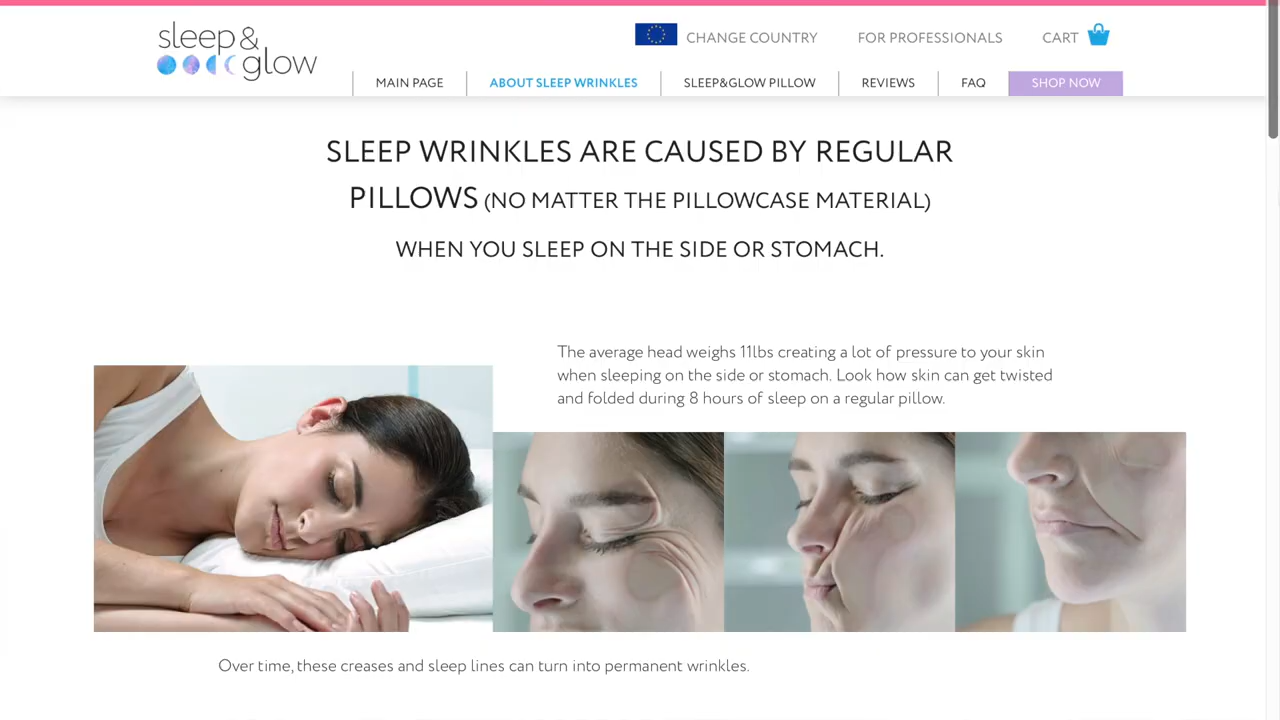 sleep &
glow
CHANGE COUNTRY
FOR PROFESSIONALS
CART
MAIN PAGE
ABOUT SLEEP WRINKLES
SLEEP&GLOW PILLOW
REVIEWS
FAQ
SHOP NOW
SLEEP WRINKLES ARE CAUSED BY REGULAR
PILLOWS (NO MATTER THE PILLOWCASE MATERIAL)
WHEN YOU SLEEP ON THE SIDE OR STOMACH.
The average head weighs 11lbs creating a lot of pressure to your skin
when sleeping on the side or stomach. Look how skin can get twisted
and folded during 8 hours of sleep on a regular pillow.
Over time, these creases and sleep lines can turn into permanent wrinkles.